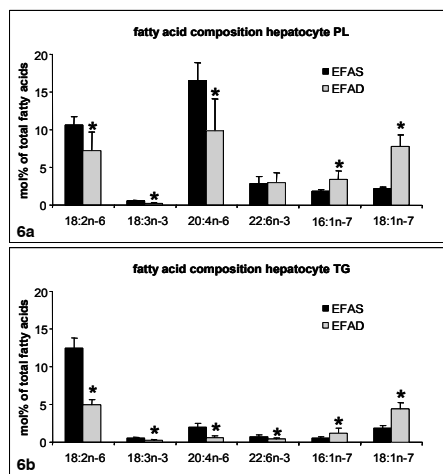 fatty acid composition hepatocyte PL
mol% of total fatty acids
20
15
10
5
0
EFAS
EFAD
* * * * *
18:2n-6 18:3n-3 20:4n-6 22:6n-3 16:1n-7 18:1n-7
6a
fatty acid composition hepatocyte TG
mol% of total fatty acids
20
15
10
5
0
EFAS
EFAD
* * * * * *
18:2n-6 18:3n-3 20:4n-6 22:6n-3 16:1n-7 18:1n-7
6b